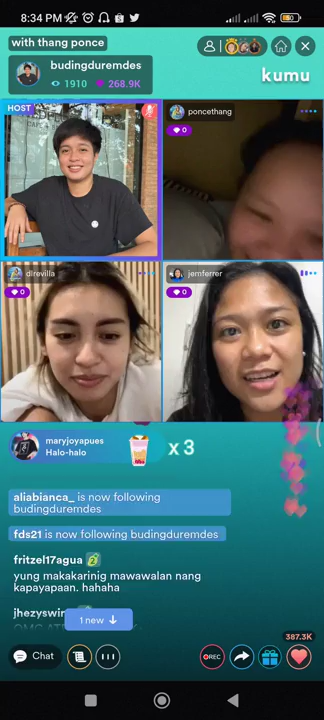 8:34 PM
with thang ponce
budingduremdes
1910 268.9K
kumu
HOST
poncethang
0
dlrevilla
0
jemferrer
0
maryjoyapues
Halo-halo
x 3
aliabianca_ is now following
budingduremdes
fds21 is now following budingduremdes
fritzel17agua 2
yung makakarinig mawawalan nang
kapayapaan. hahaha
1 new
387.3K
Chat
REC